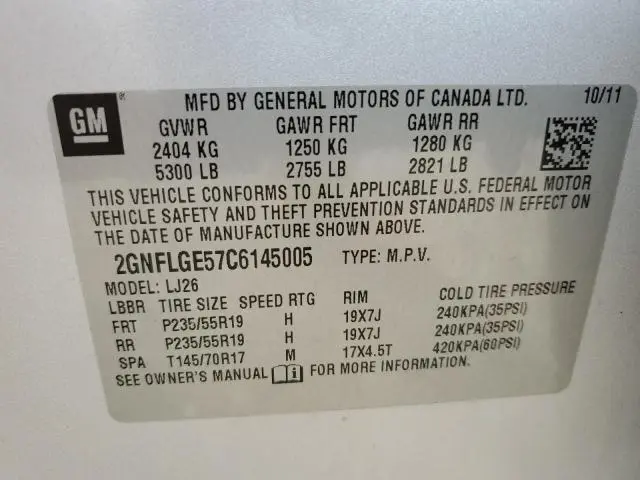 GM ® MFD BY GENERAL MOTORS OF CANADA LTD. 10/11
GVWR GAWR FRT GAWR RR
2404 KG 1250 KG 1280 KG
5300 LB 2755 LB 2821 LB
THIS VEHICLE CONFORMS TO ALL APPLICABLE U.S. FEDERAL MOTOR
VEHICLE SAFETY AND THEFT PREVENTION STANDARDS IN EFFECT ON
THE DATE OF MANUFACTURE SHOWN ABOVE.
2GNFLGE57C6145005 TYPE: M.P.V.
MODEL: LJ26
LBBR TIRE SIZE SPEED RTG RIM COLD TIRE PRESSURE
FRT P235/55R19 H 19X7J 240KPA(35PSI)
RR P235/55R19 H 19X7J 240KPA(35PSI)
SPA T145/70R17 M 17X4.5T 420KPA(60PSI)
SEE OWNER'S MANUAL i FOR MORE INFORMATION.